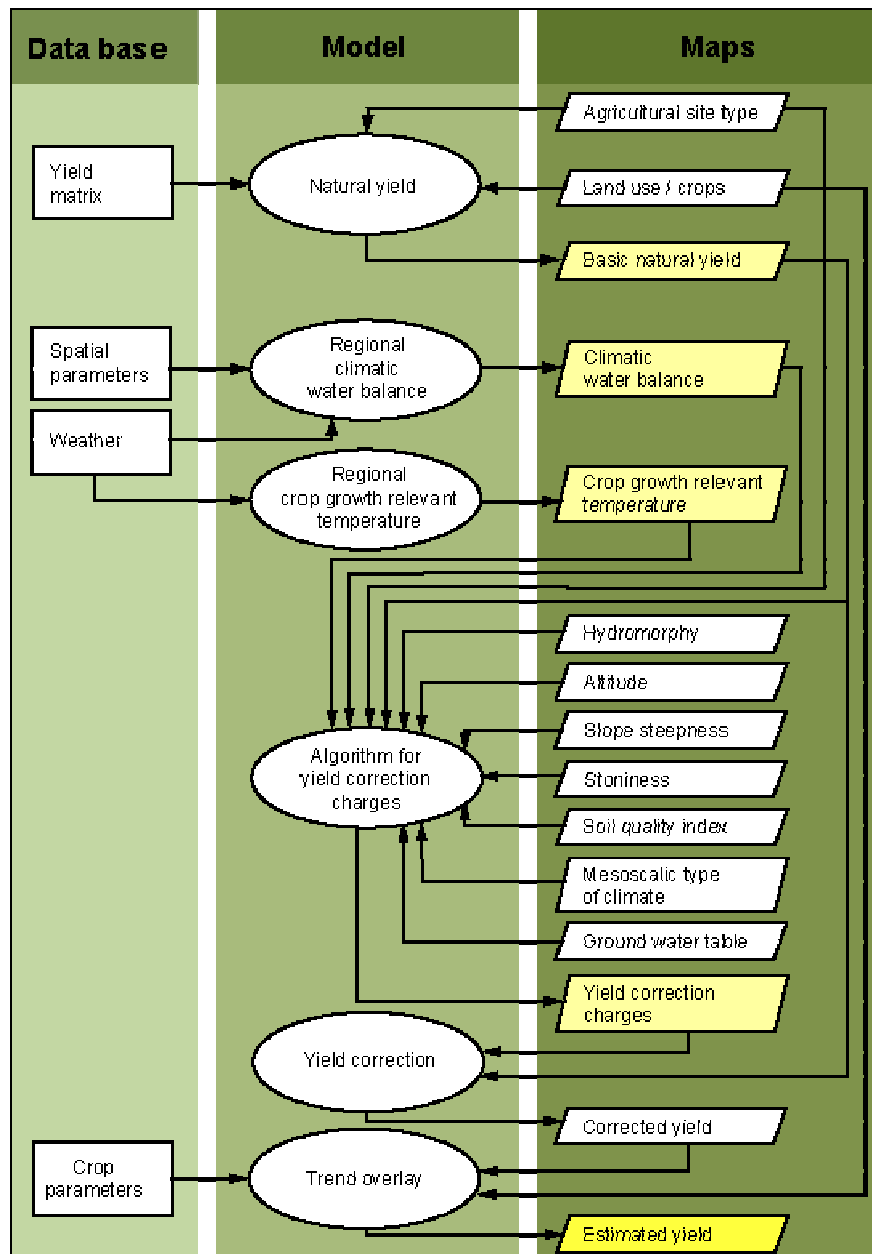 Data base
Model
Maps
Agricultural site type
Yield
matrix
Natural yield
Land use / crops
Basic natural yield
Spatial
parameters
Regional
climatic
water balance
Climatic
water balance
Weather
Regional
crop growth relevant
temperature
Crop growth relevant
temperature
Hydromorphy
Altitude
Slope steepness
Algorithm for
yield correction
charges
Stoniness
Soil quality index
Mesoscalic type
of climate
Ground water table
Yield correction
charges
Yield correction
Corrected yield
Crop
parameters
Trend overlay
Estimated yield